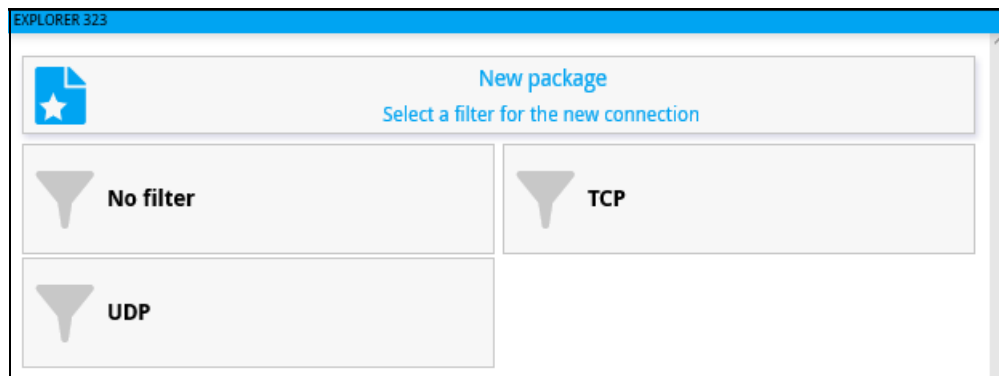 EXPLORER 323
New package
Select a filter for the new connection
No filter
TCP
UDP